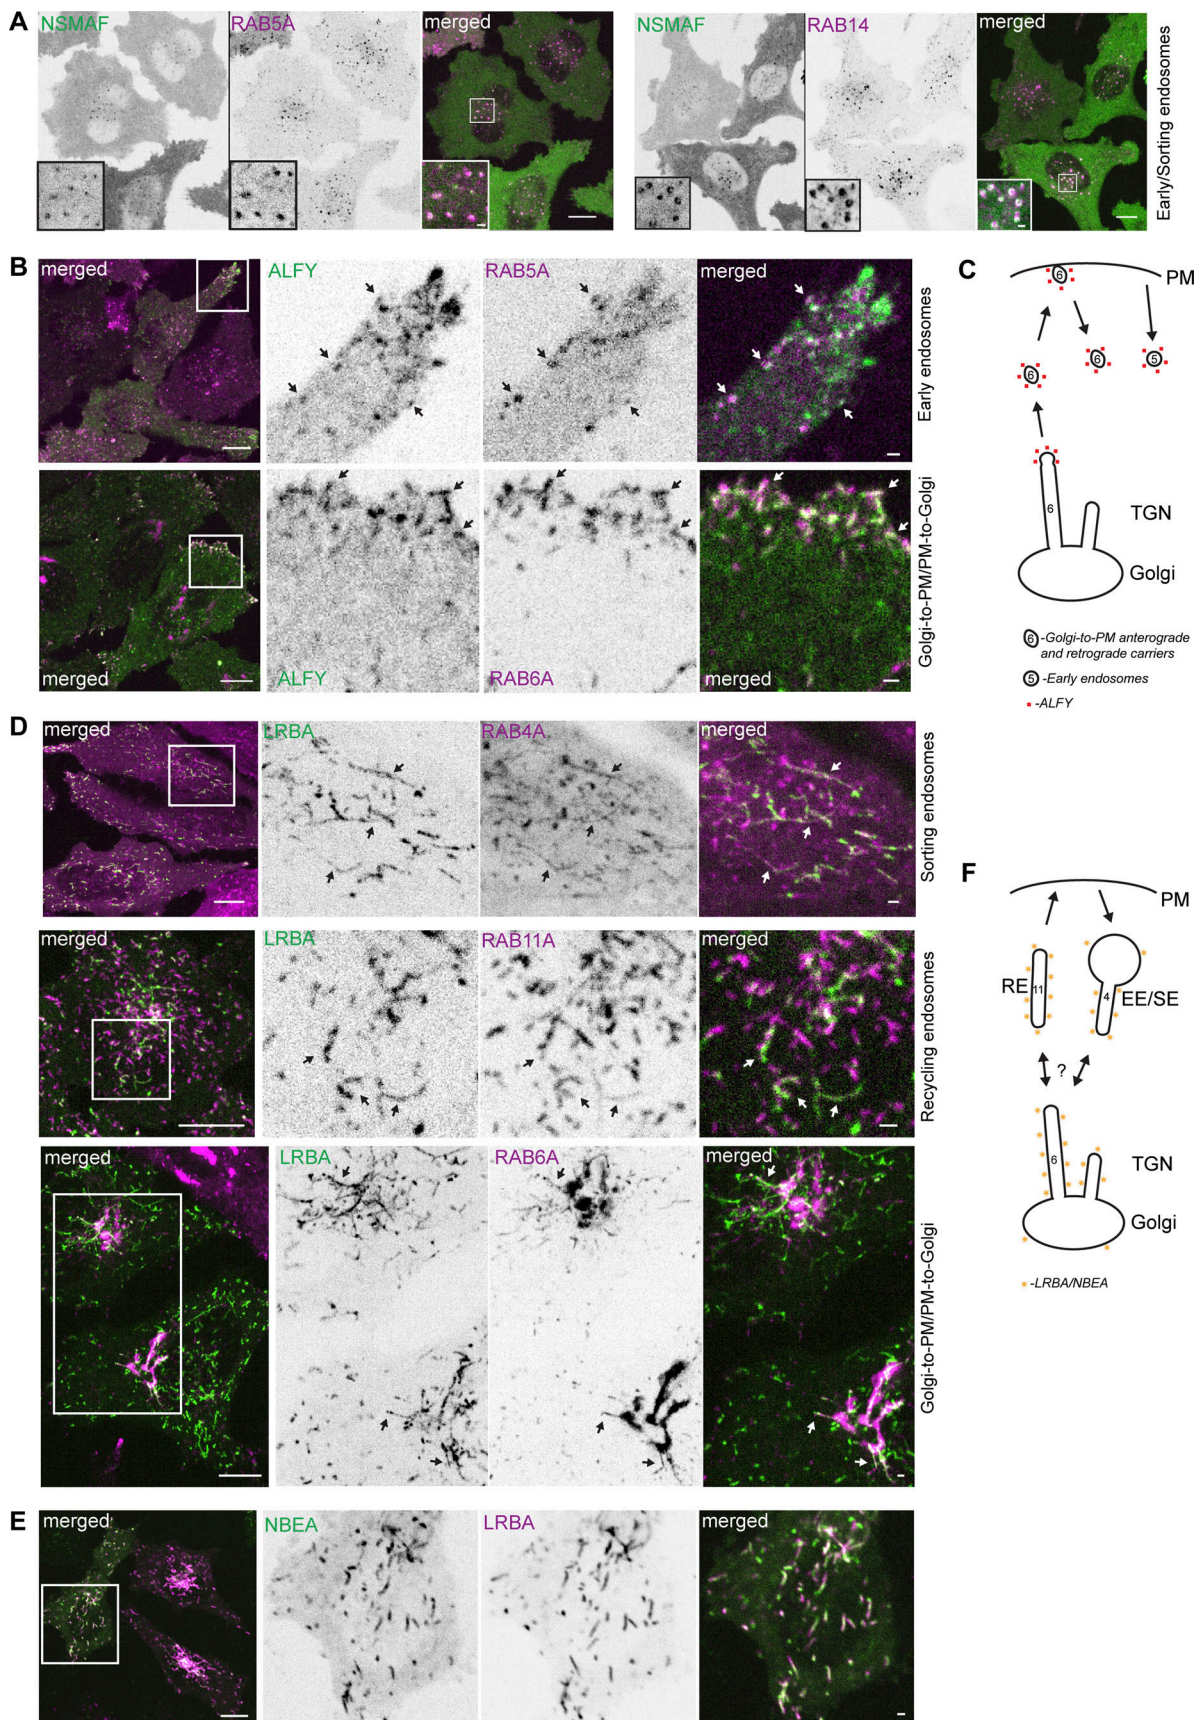 A
NSMAF
RAB5A
merged
NSMAF
RAB14
merged
Early/Sorting endosomes
B
merged
ALFY
RAB5A
merged
Early endosomes
merged
ALFY
RAB6A
merged
Golgi-to-PM/PM-to-Golgi
C
6
PM
6
6
5
6
TGN
Golgi
6 -Golgi-to-PM anterograde
and retrograde carriers
5 -Early endosomes
-ALFY
D
merged
LRBA
RAB4A
merged
Sorting endosomes
merged
LRBA
RAB11A
merged
Recycling endosomes
merged
LRBA
RAB6A
merged
Golgi-to-PM/PM-to-Golgi
E
merged
NBEA
LRBA
merged
F
PM
RE
11
4
EE/SE
?
6
TGN
Golgi
-LRBA/NBEA